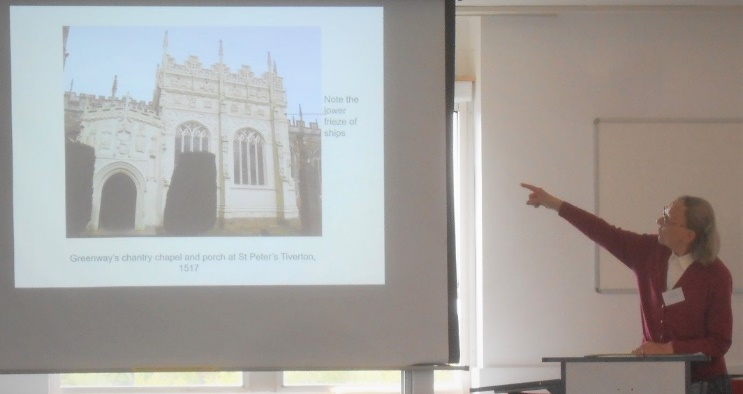 Note the
lower
frieze of
ships
Greenway's chantry chapel and porch at St Peter's Tiverton,
1517